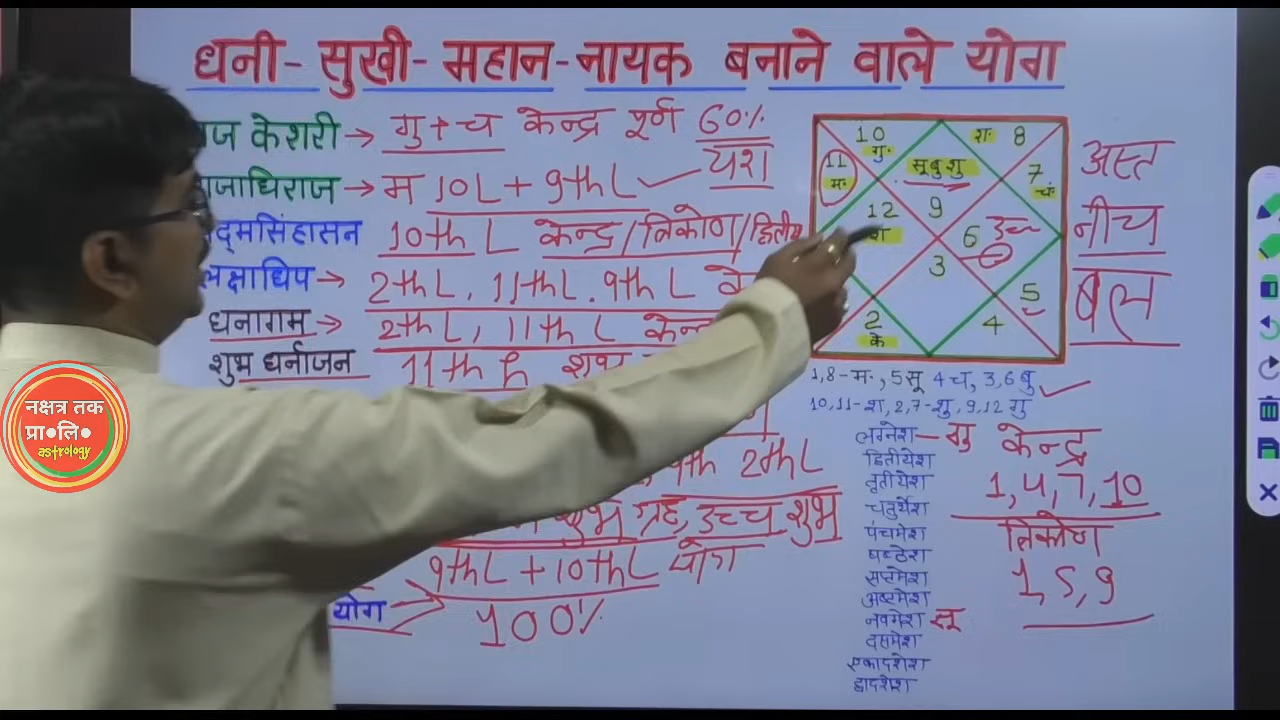 धनी - सुखी - महान - नायक बनाने वाले योग
केशरी → गु + च केन्द्र पूर्ण 60%
यश
→ म 10L + 9th L ✓
10th L केन्द्र/त्रिकोण/द्वितीय
लक्षाधिप → 2th L, 11th L. 9th L
धनागम → 2th L, 11th L केन्द्र
शुभ धर्नाजन 11th h
9th 2th L
शुभ ग्रह, उच्च शुभ
9th L + 10th L योग
योग
100%
10
गु.
श. 8
11
म.
सू बु शु
7
चं
12
9
6 उच्च
3
5
2
के
4
अस्त
नीच
बल
1,8 - म., 5 सू 4 च, 3,6 बु
10,11 - श, 2,7 - शु, 9,12 गु
लग्नेश - गु
द्वितीयेश
तृतीयेश
चतुर्थेश
पंचमेश
षष्ठेश
सप्तमेश
अष्टमेश
नवमेश सू
दसमेश
एकादशेश
द्वादशेश
केन्द्र
1, 4, 7, 10
त्रिकोण
1, 5, 9
नक्षत्र तक
प्रा•लि•
astrology